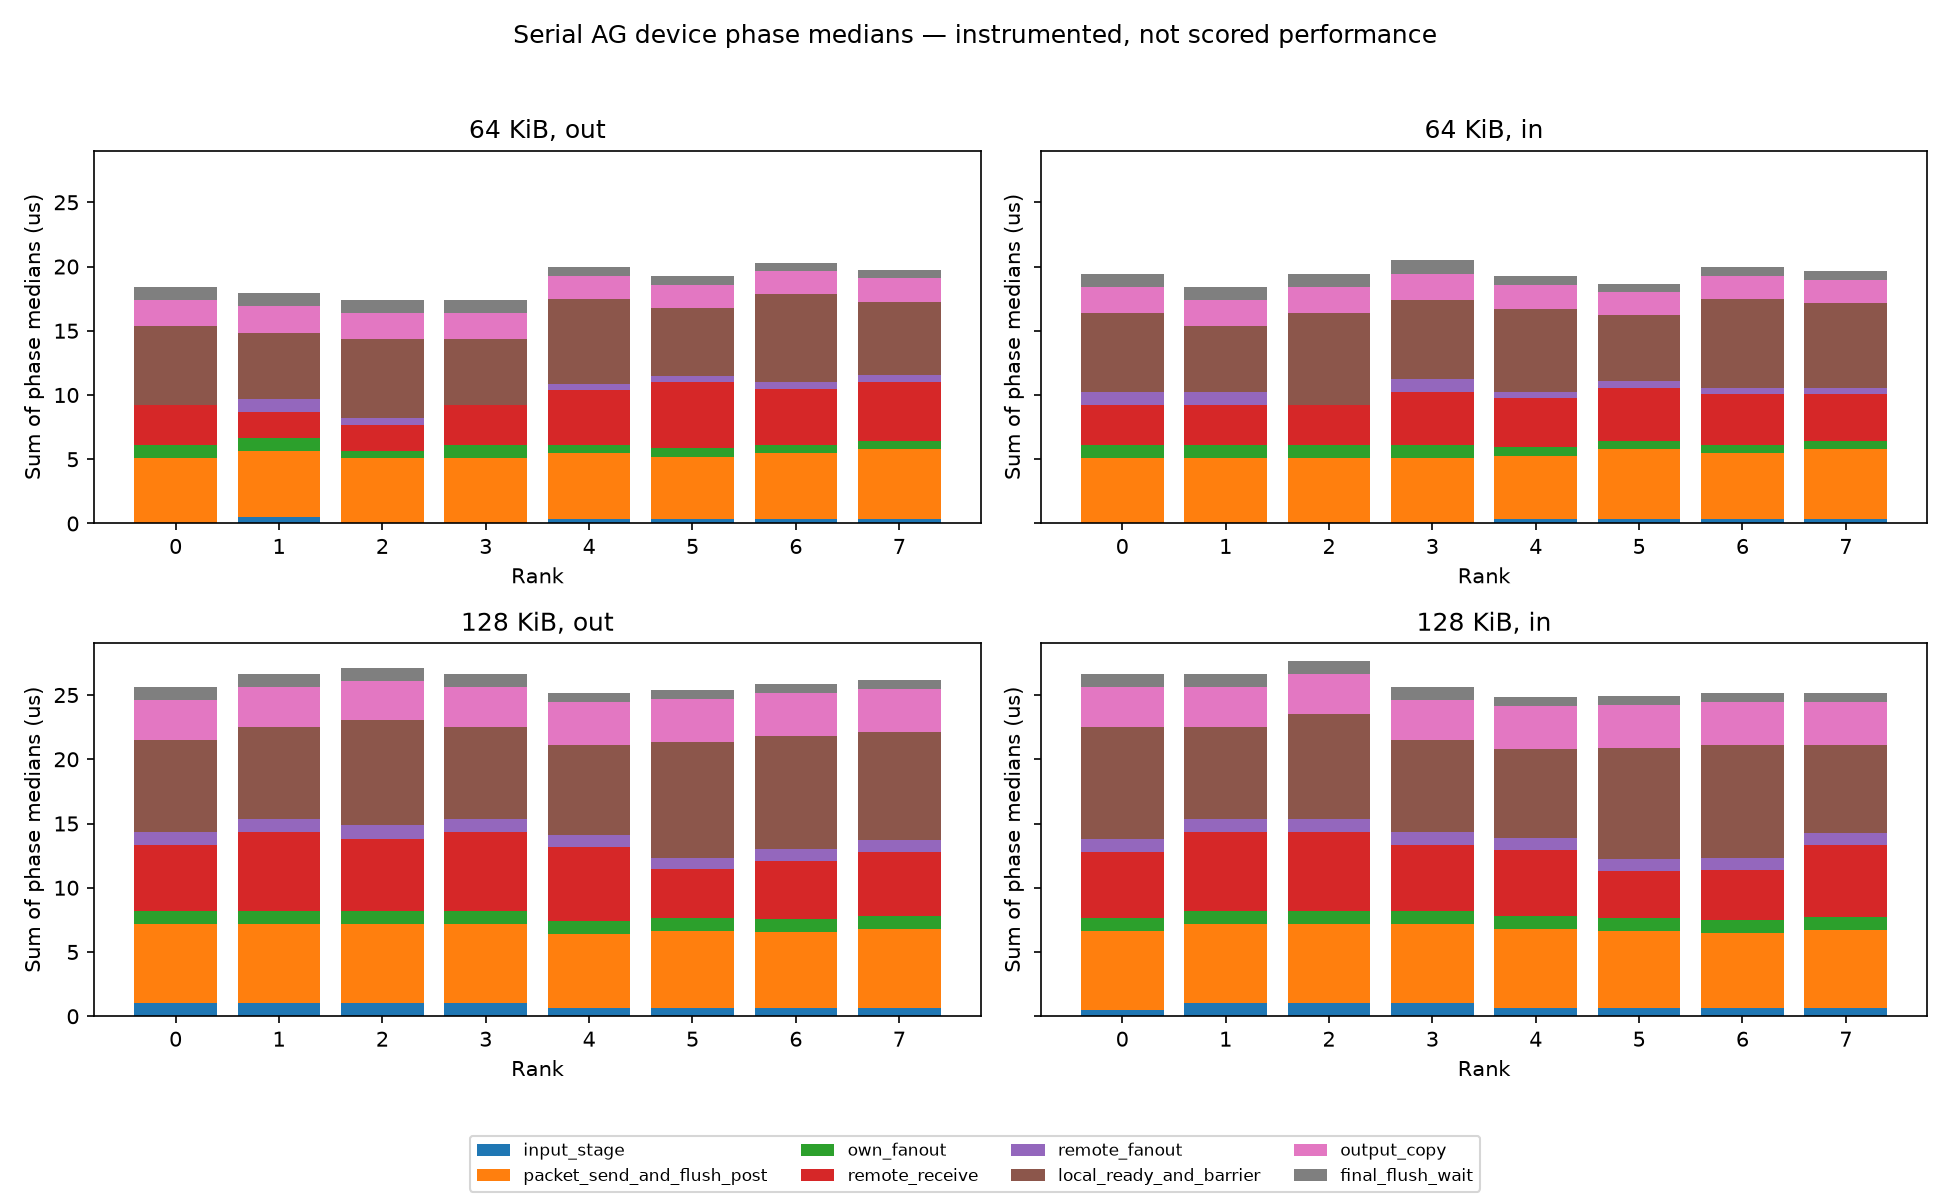 Serial AG device phase medians — instrumented, not scored performance
64 KiB, out
Sum of phase medians (us)
25
20
15
10
5
0
0 1 2 3 4 5 6 7
Rank
64 KiB, in
Sum of phase medians (us)
0 1 2 3 4 5 6 7
Rank
128 KiB, out
Sum of phase medians (us)
25
20
15
10
5
0
0 1 2 3 4 5 6 7
Rank
128 KiB, in
Sum of phase medians (us)
0 1 2 3 4 5 6 7
Rank
input_stage
packet_send_and_flush_post
own_fanout
remote_receive
remote_fanout
local_ready_and_barrier
output_copy
final_flush_wait